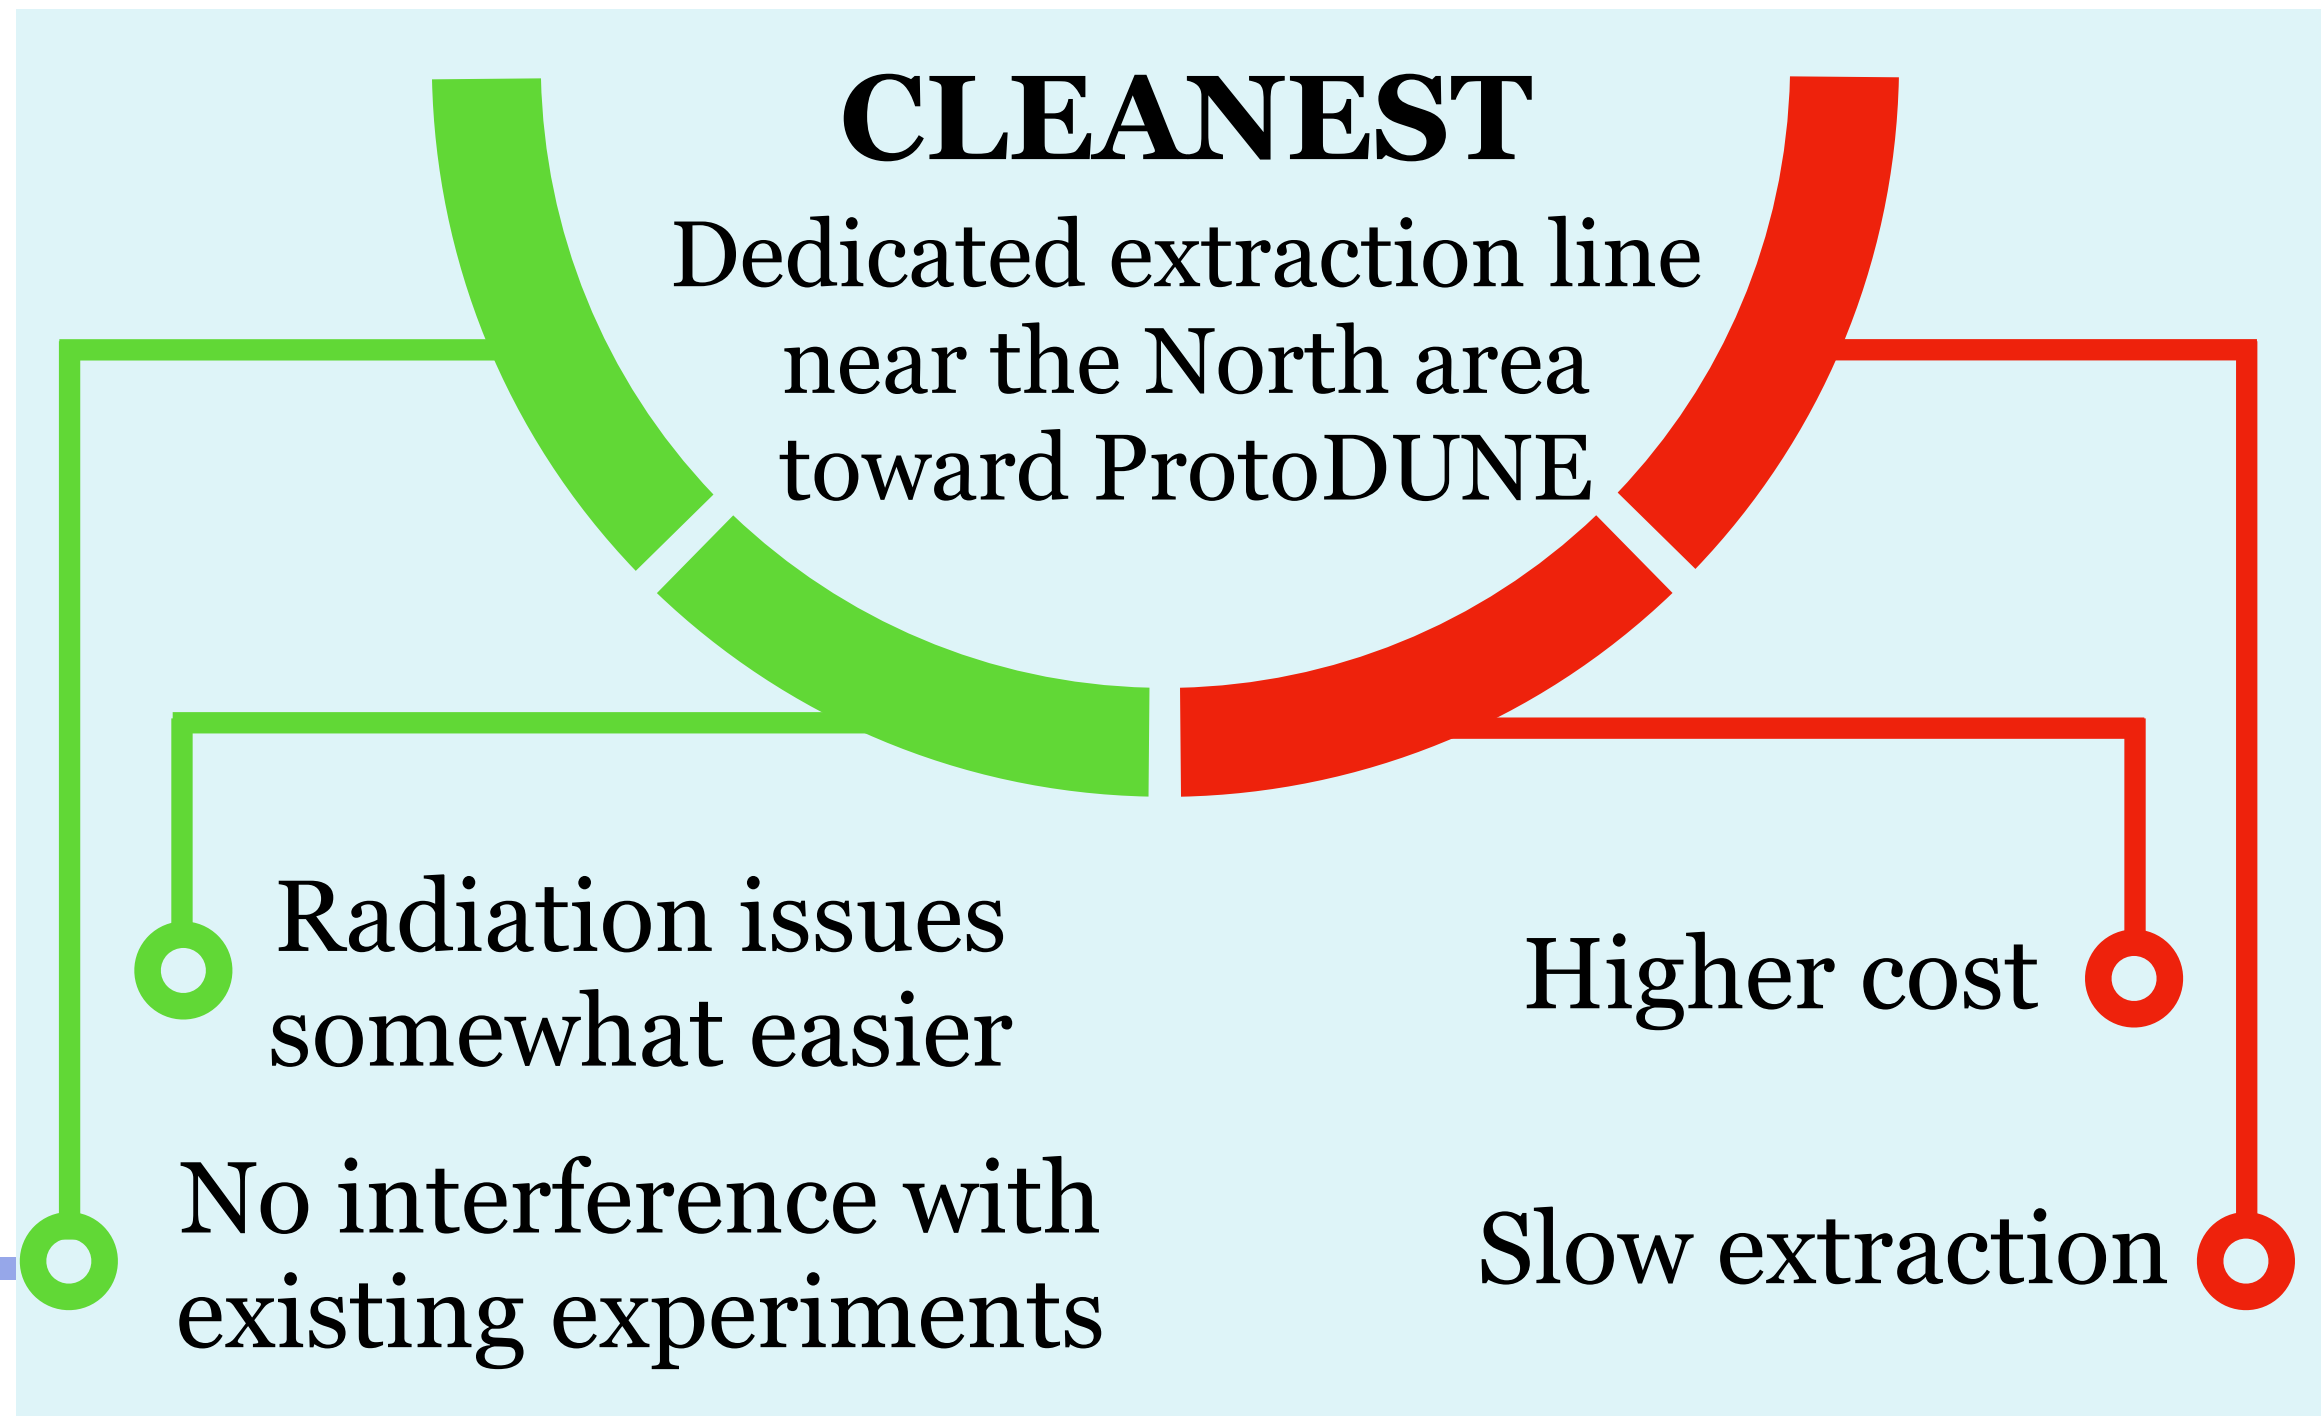 CLEANEST
Dedicated extraction line
near the North area
toward ProtoDUNE
Radiation issues
somewhat easier
No interference with
existing experiments
Higher cost
Slow extraction